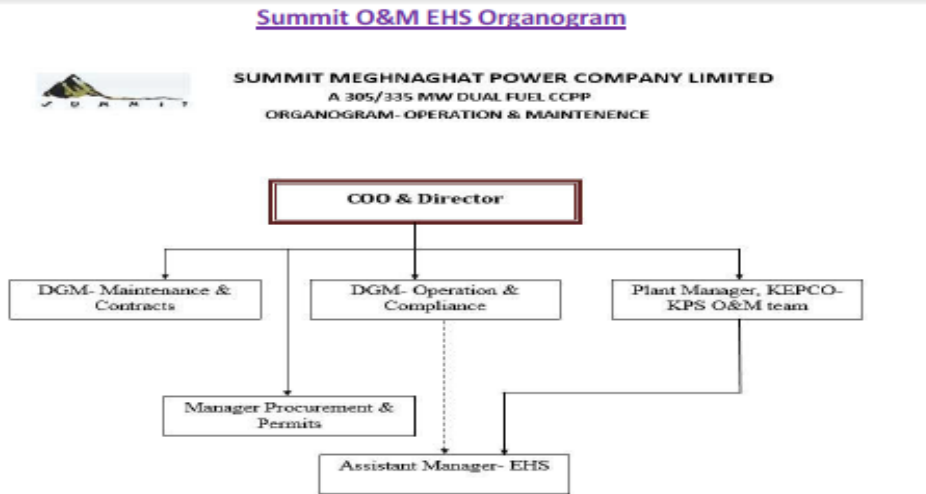 Summit O&M EHS Organogram
SUMMIT
SUMMIT MEGHNAGHAT POWER COMPANY LIMITED
A 305/335 MW DUAL FUEL CCPP
ORGANOGRAM- OPERATION & MAINTENENCE
COO & Director
DGM- Maintenance &
Contracts
DGM- Operation &
Compliance
Plant Manager, KEPCO-
KPS O&M team
Manager Procurement &
Permits
Assistant Manager- EHS